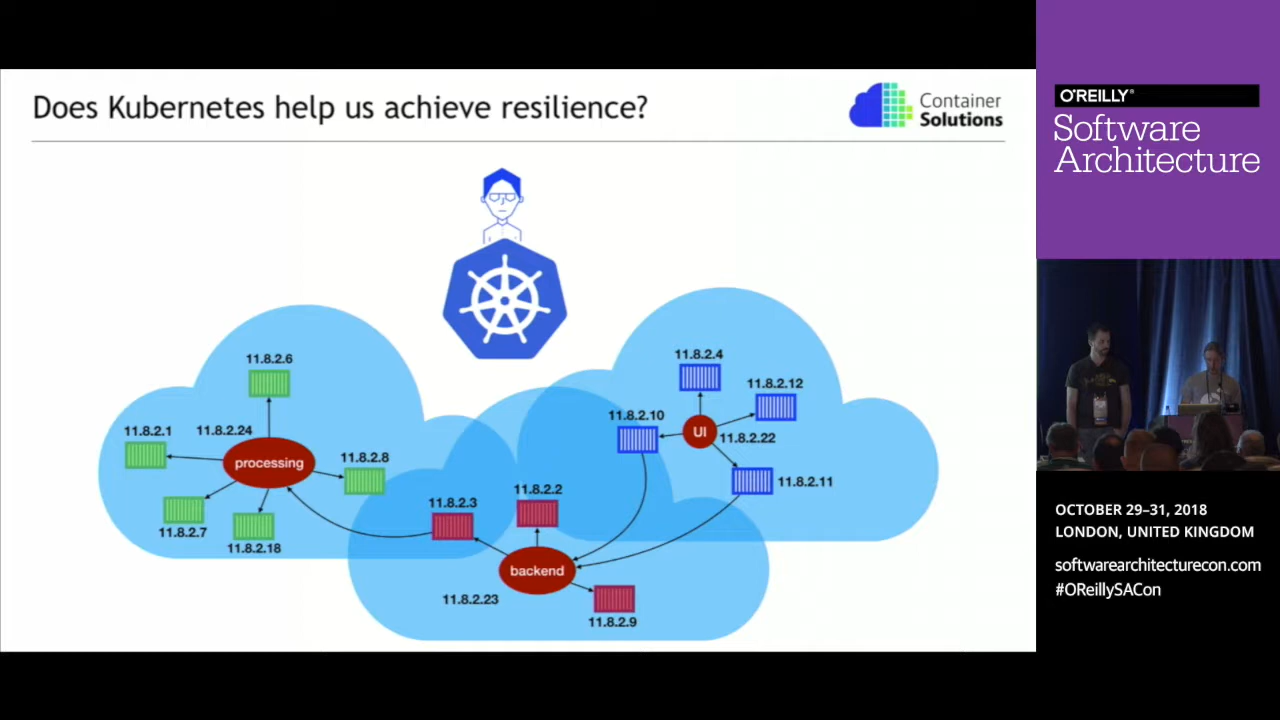 Does Kubernetes help us achieve resilience?
Container
Solutions
O'REILLY®
Software
Architecture
11.8.2.6
11.8.2.1
11.8.2.24
processing
11.8.2.8
11.8.2.7
11.8.2.18
11.8.2.3
11.8.2.2
backend
11.8.2.23
11.8.2.9
11.8.2.4
11.8.2.12
11.8.2.10
UI
11.8.2.22
11.8.2.11
OCTOBER 29–31, 2018
LONDON, UNITED KINGDOM
softwarearchitecturecon.com
#OReillySACon